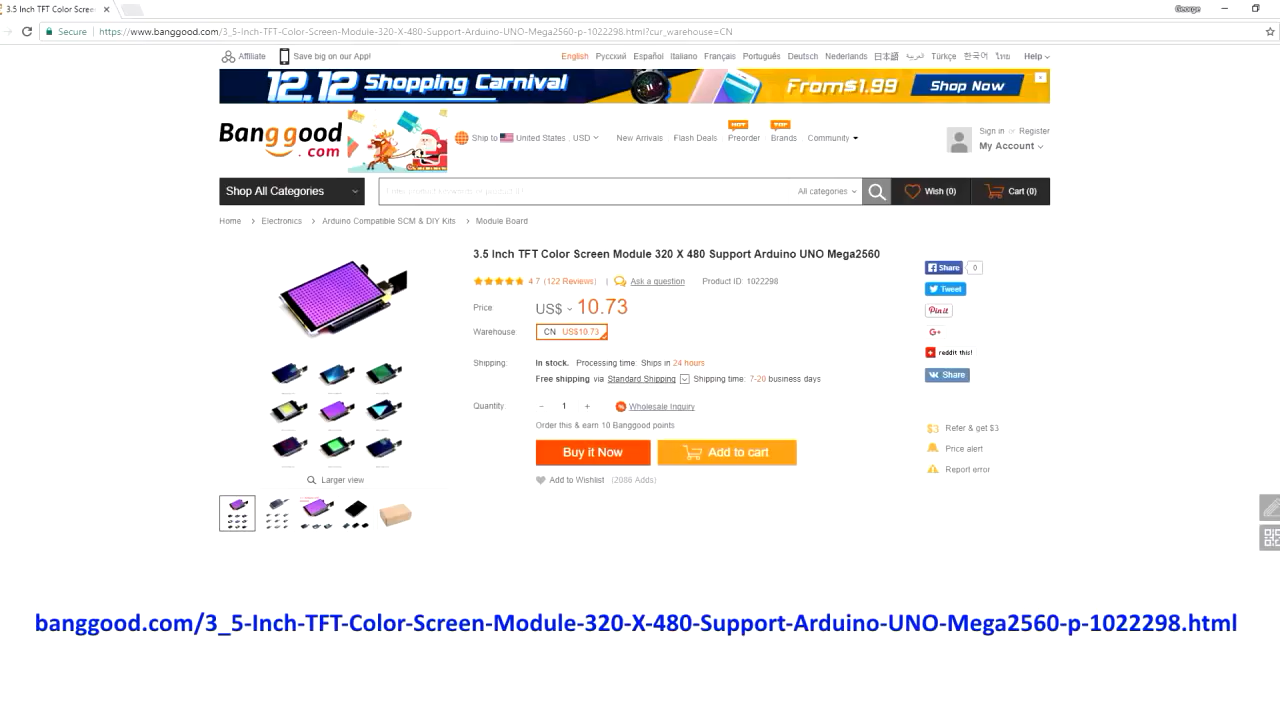 3.5 Inch TFT Color Scree
George
Secure https://www.banggood.com/3_5-Inch-TFT-Color-Screen-Module-320-X-480-Support-Arduino-UNO-Mega2560-p-1022298.html?cur_warehouse=CN
Affiliate Save big on our App! English Русский Español Italiano Français Português Deutsch Nederlands 日本語 العربية Türkçe 한국어 ไทย Help
12.12 Shopping Carnival From$1.99 Shop Now
HOT TOP
Banggood.com Ship to United States , USD New Arrivals Flash Deals Preorder Brands Community
Sign in or Register
My Account
Shop All Categories All categories Wish (0) Cart (0)
Home > Electronics > Arduino Compatible SCM & DIY Kits > Module Board
3.5 Inch TFT Color Screen Module 320 X 480 Support Arduino UNO Mega2560
4.7 (122 Reviews) | Ask a question Product ID: 1022298
Price US$ 10.73
Warehouse: CN US$10.73
Shipping: In stock. Processing time: Ships in 24 hours
Free shipping via Standard Shipping Shipping time: 7-20 business days
Quantity: − 1 + Wholesale Inquiry
Order this & earn 10 Banggood points
Buy it Now Add to cart
Add to Wishlist (2086 Adds)
Larger view
Share 0
Tweet
Pin it
G+
reddit this!
Share
Refer & get $3
Price alert
Report error
banggood.com/3_5-Inch-TFT-Color-Screen-Module-320-X-480-Support-Arduino-UNO-Mega2560-p-1022298.html